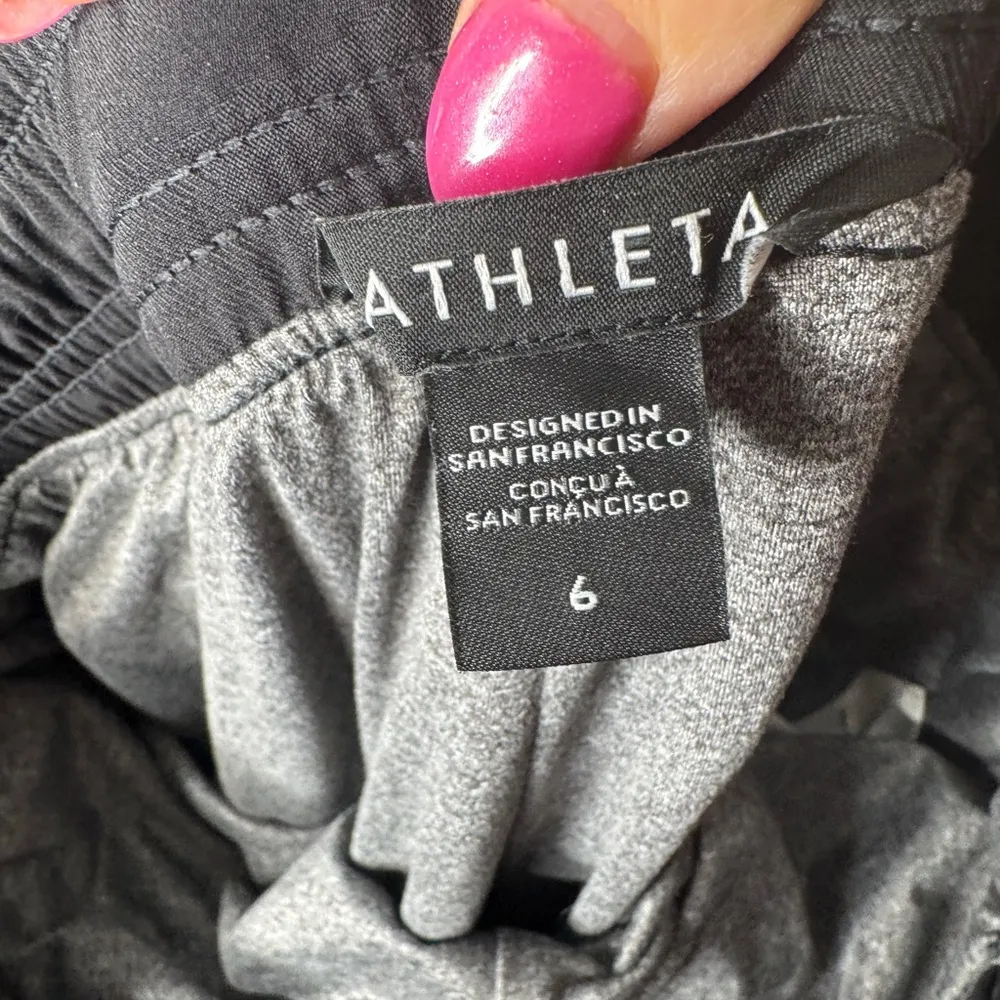 ATHLETA
DESIGNED IN
SAN FRANCISCO
CONÇU À
SAN FRANCISCO
6